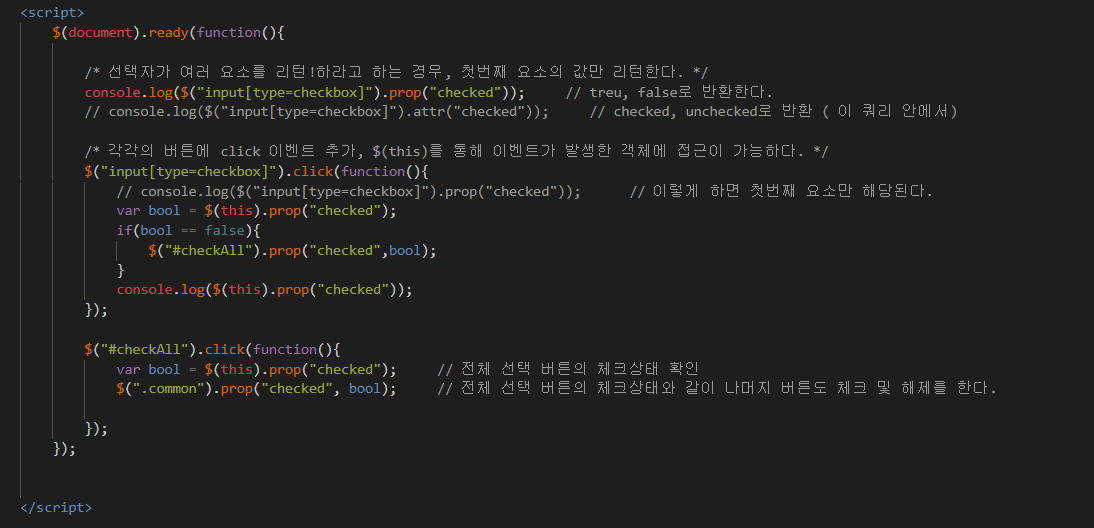 <script>
$(document).ready(function(){
/* 선택자가 여러 요소를 리턴!하라고 하는 경우, 첫번째 요소의 값만 리턴한다. */
console.log($("input[type=checkbox]").prop("checked"));     // treu, false로 반환한다.
// console.log($("input[type=checkbox]").attr("checked"));     // checked, unchecked로 반환 ( 이 쿼리 안에서)
/* 각각의 버튼에 click 이벤트 추가, $(this)를 통해 이벤트가 발생한 객체에 접근이 가능하다. */
$("input[type=checkbox]").click(function(){
// console.log($("input[type=checkbox]").prop("checked"));      // 이렇게 하면 첫번째 요소만 해당된다.
var bool = $(this).prop("checked");
if(bool == false){
$("#checkAll").prop("checked",bool);
}
console.log($(this).prop("checked"));
});
$("#checkAll").click(function(){
var bool = $(this).prop("checked");     // 전체 선택 버튼의 체크상태 확인
$(".common").prop("checked", bool);     // 전체 선택 버튼의 체크상태와 같이 나머지 버튼도 체크 및 해제를 한다.
});
});
</script>